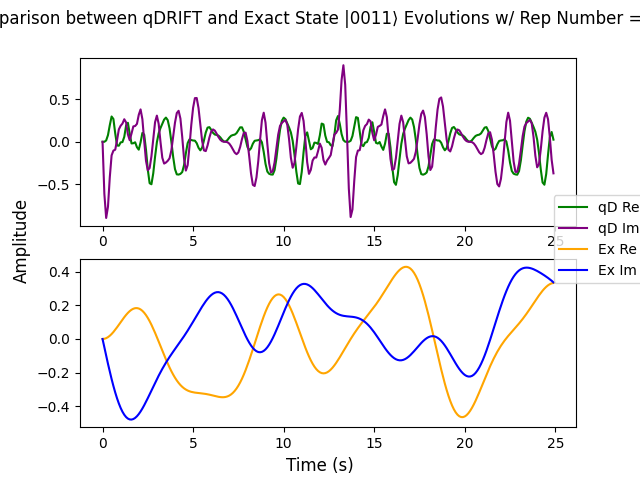 parison between qDRIFT and Exact State |0011⟩ Evolutions w/ Rep Number =
0.5
0.0
−0.5
0 5 10 15 20 25
qD Re
qD Im
Ex Re
Ex Im
Amplitude
0.4
0.2
0.0
−0.2
−0.4
0 5 10 15 20 25
Time (s)